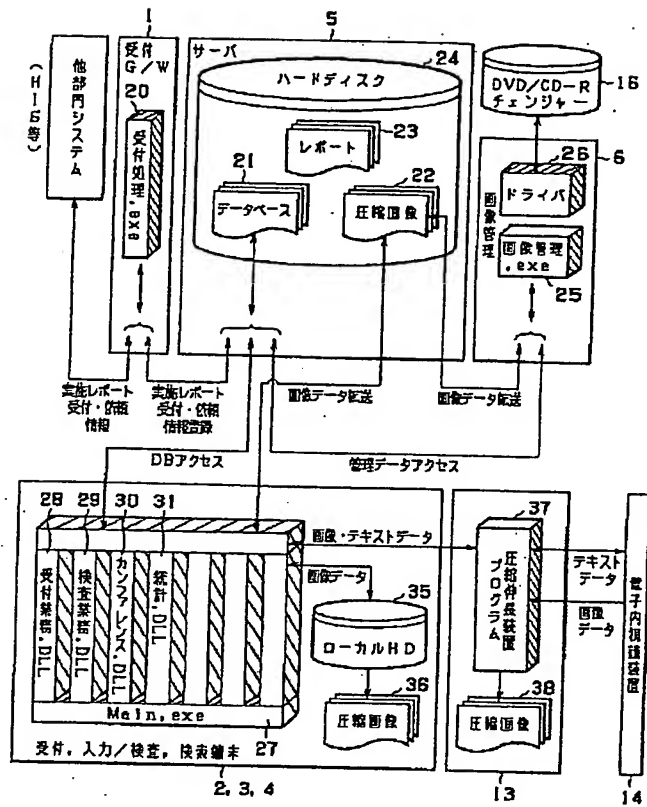 1
5
他部門システム
(HIS等)
受付
G/W
20
受付処理.exe
サーバ
24
ハードディスク
23
レポート
21
データベース
22
圧縮画像
DVD/CD-R
チェンジャー
16
6
画像管理
26
ドライバ
画像管理
.exe
25
実施レポート
受付・依頼
情報
実施レポート
受付・依頼
情報登録
画像データ転送
画像データ転送
DBアクセス
管理データアクセス
28
29
30
31
受付業務.DLL
検査業務.DLL
カンファレンス.DLL
統計.DLL
Main.exe
27
画像・テキストデータ
画像データ
35
ローカルHD
36
圧縮画像
受付,入力/検査,検索端末
2,3,4
37
圧縮伸長装置
プログラム
38
圧縮画像
13
テキスト
データ
画像
データ
電子内視鏡装置
14